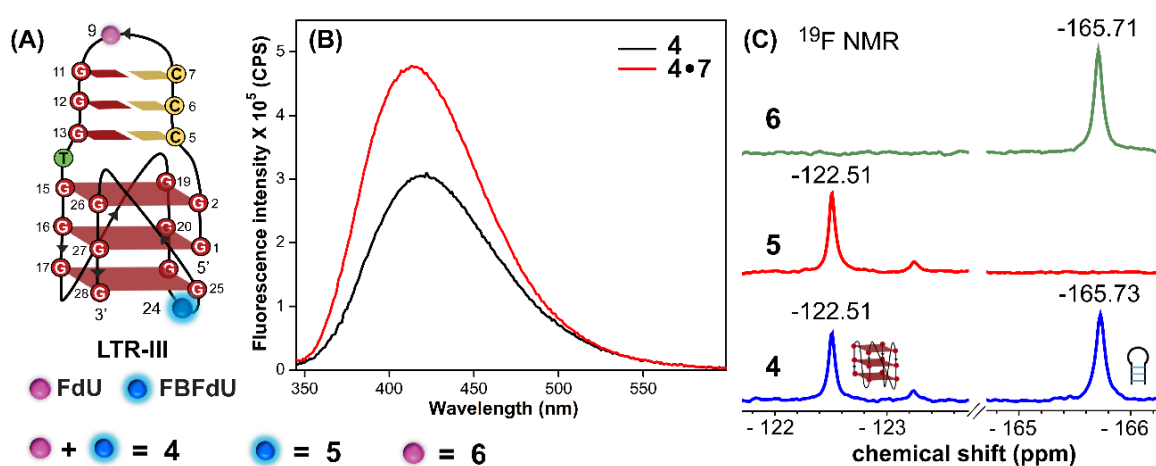 (A)
9
11 G C 7
12 G C 6
13 G C 5
T
15 G G 19
26 G G 2
16 G G 20
27 G G 1
5'
17 G G
28 G G 25
3' 24
LTR-III
FdU FBFdU
+ = 4 = 5 = 6
(B)
4
4•7
Fluorescence intensity X 10⁵ (CPS)
5
4
3
2
1
0
345 400 450 500 550
Wavelength (nm)
(C) ¹⁹F NMR
-165.71
6
-122.51
5
-122.51 -165.73
4
-122 -123 -165 -166
chemical shift (ppm)